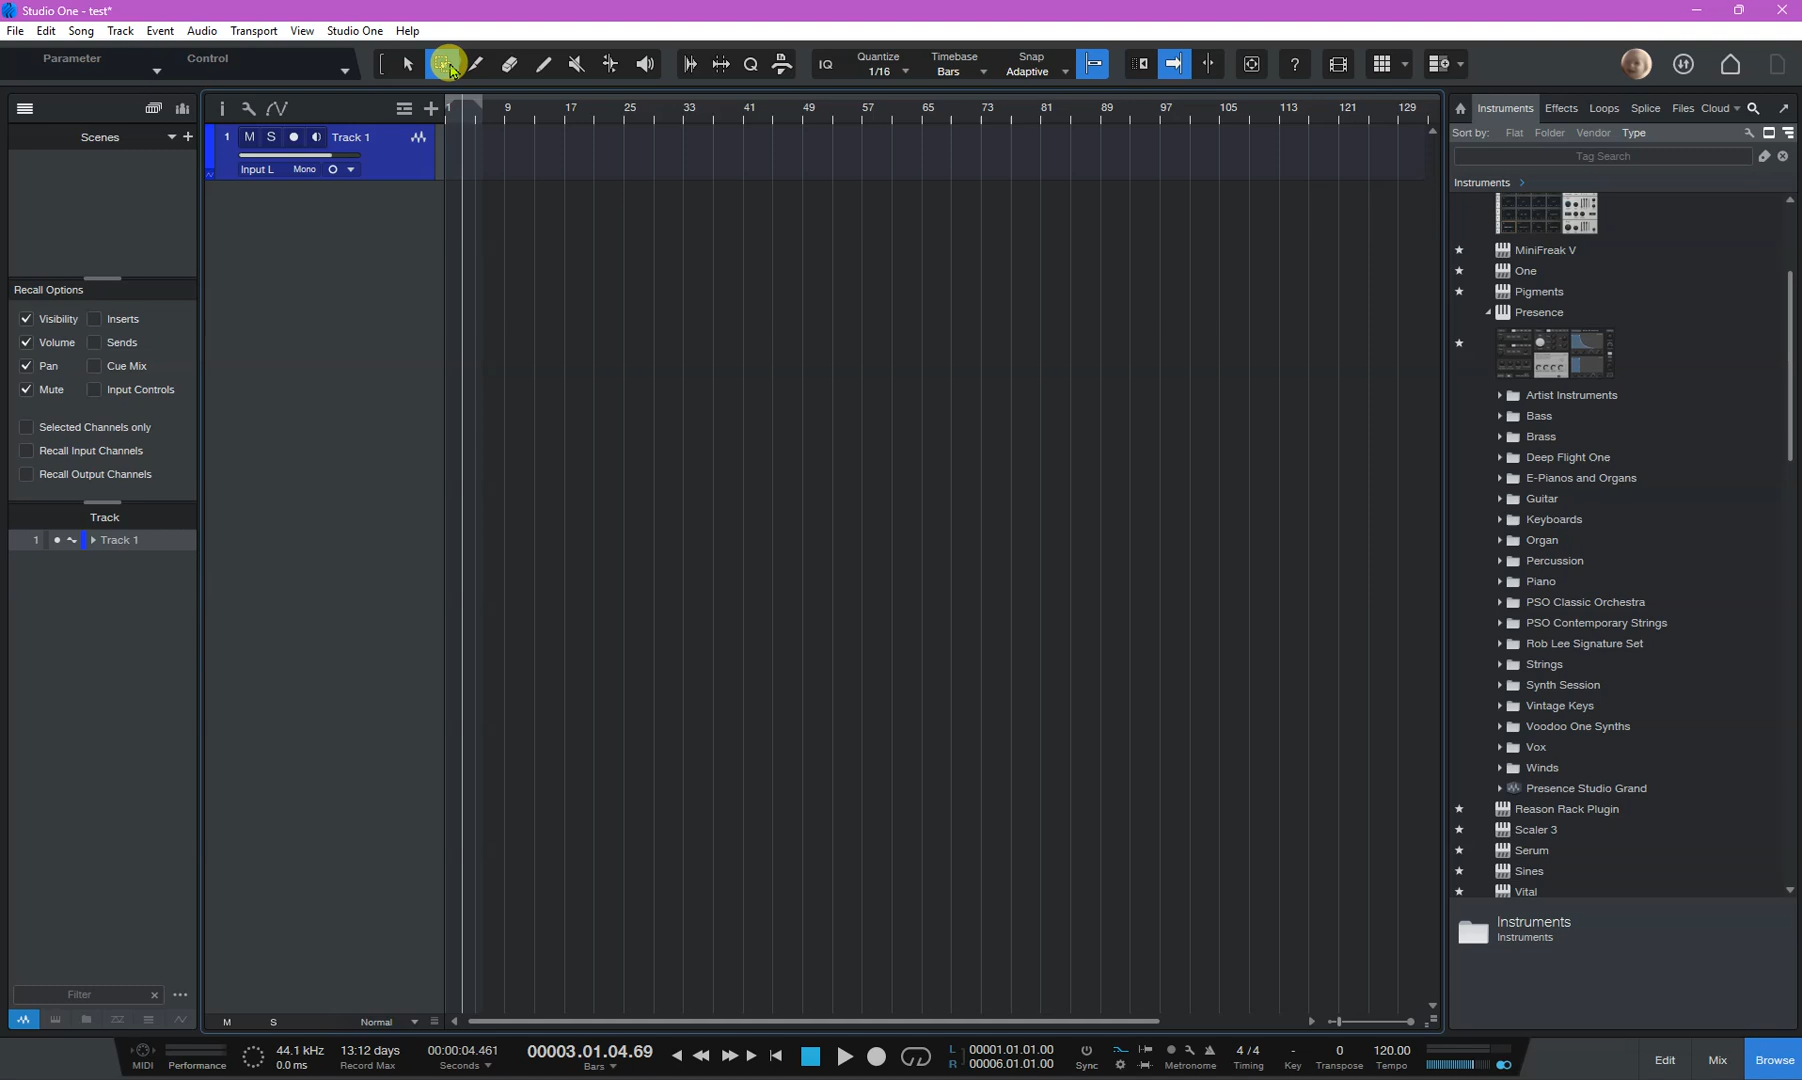 Studio One - test*
File Edit Song Track Event Audio Transport View Studio One Help
Parameter Control
IQ Quantize 1/16 Timebase Bars Snap Adaptive
?
Scenes
Recall Options
Visibility Inserts
Volume Sends
Pan Cue Mix
Mute Input Controls
Selected Channels only
Recall Input Channels
Recall Output Channels
Track
1 Track 1
Filter
i
1 9 17 25 33 41 49 57 65 73 81 89 97 105 113 121 129
1 M S Track 1
Input L Mono
M S Normal
Instruments Effects Loops Splice Files Cloud
Sort by: Flat Folder Vendor Type
Tag Search
Instruments
MiniFreak V
One
Pigments
Presence
Artist Instruments
Bass
Brass
Deep Flight One
E-Pianos and Organs
Guitar
Keyboards
Organ
Percussion
Piano
PSO Classic Orchestra
PSO Contemporary Strings
Rob Lee Signature Set
Strings
Synth Session
Vintage Keys
Voodoo One Synths
Vox
Winds
Presence Studio Grand
Reason Rack Plugin
Scaler 3
Serum
Sines
Vital
Instruments
Instruments
MIDI
Performance
44.1 kHz
0.0 ms
13:12 days
Record Max
00:00:04.461
Seconds
00003.01.04.69
Bars
L 00001.01.01.00
R 00006.01.01.00
Sync
Metronome
4 / 4
Timing
-
Key
0
Transpose
120.00
Tempo
Edit Mix Browse